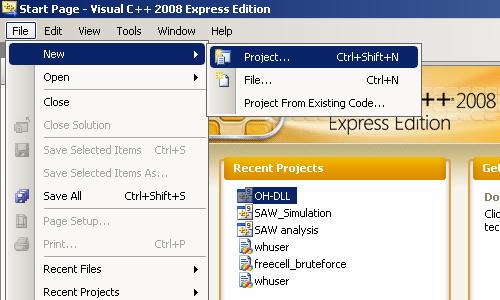 Start Page - Visual C++ 2008 Express Edition
File Edit View Tools Window Help
New
Project... Ctrl+Shift+N
Open
File... Ctrl+N
Close
Project From Existing Code...
Close Solution
C++ 2008
Express Edition
Save Selected Items Ctrl+S
Save Selected Items As...
Save All Ctrl+Shift+S
Page Setup...
Print... Ctrl+P
Recent Files
Recent Projects
Recent Projects
OH-DLL
SAW_Simulation
SAW analysis
whuser
freecell_bruteforce
whuser
Get
Do
Clic
tec